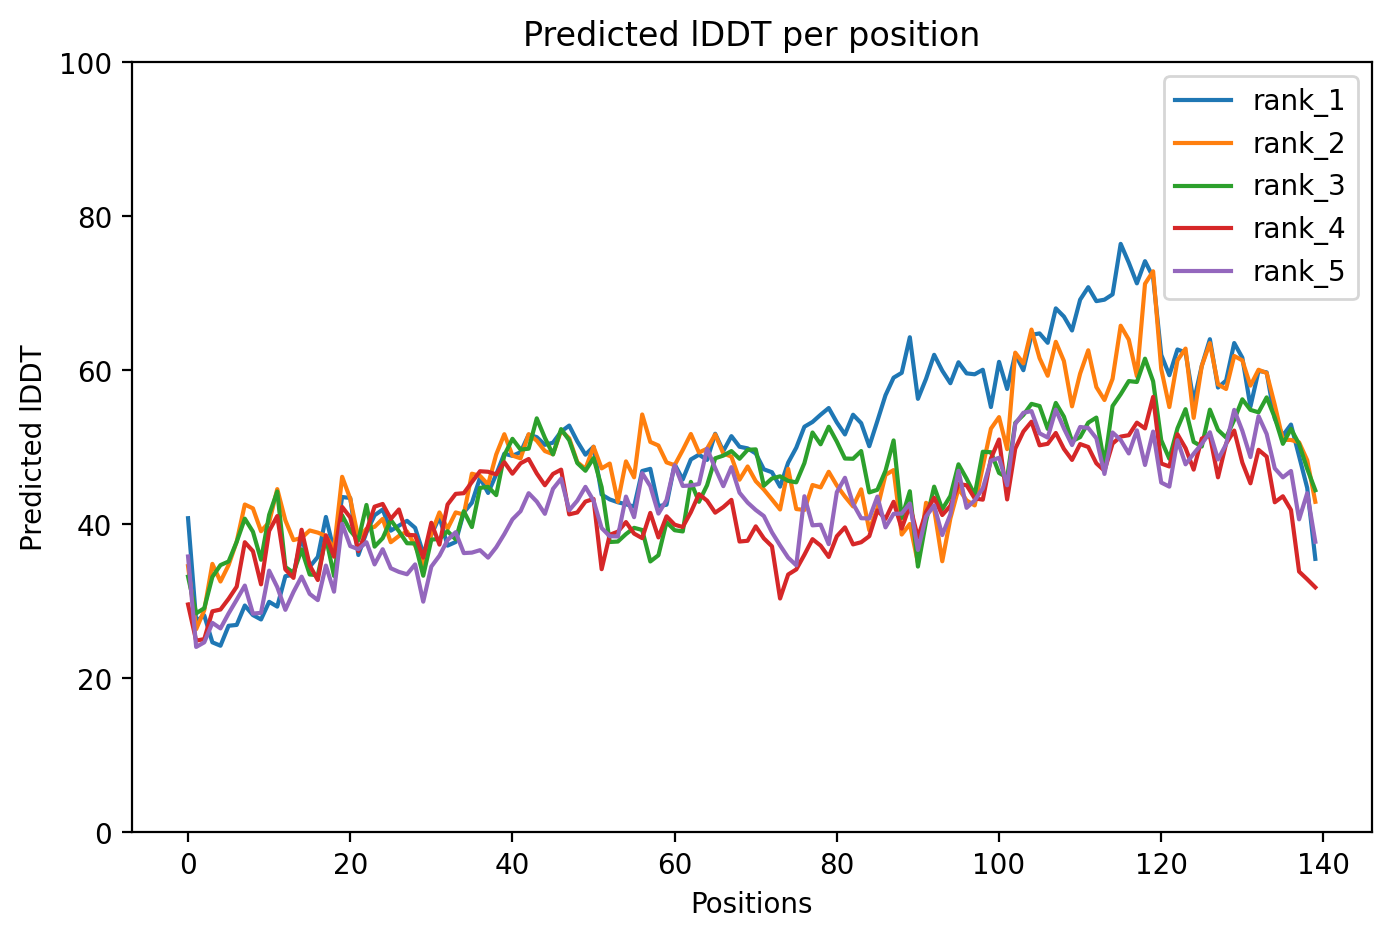 Predicted lDDT per position
100
80
60
40
20
0
Predicted lDDT
0 20 40 60 80 100 120 140
Positions
rank_1
rank_2
rank_3
rank_4
rank_5